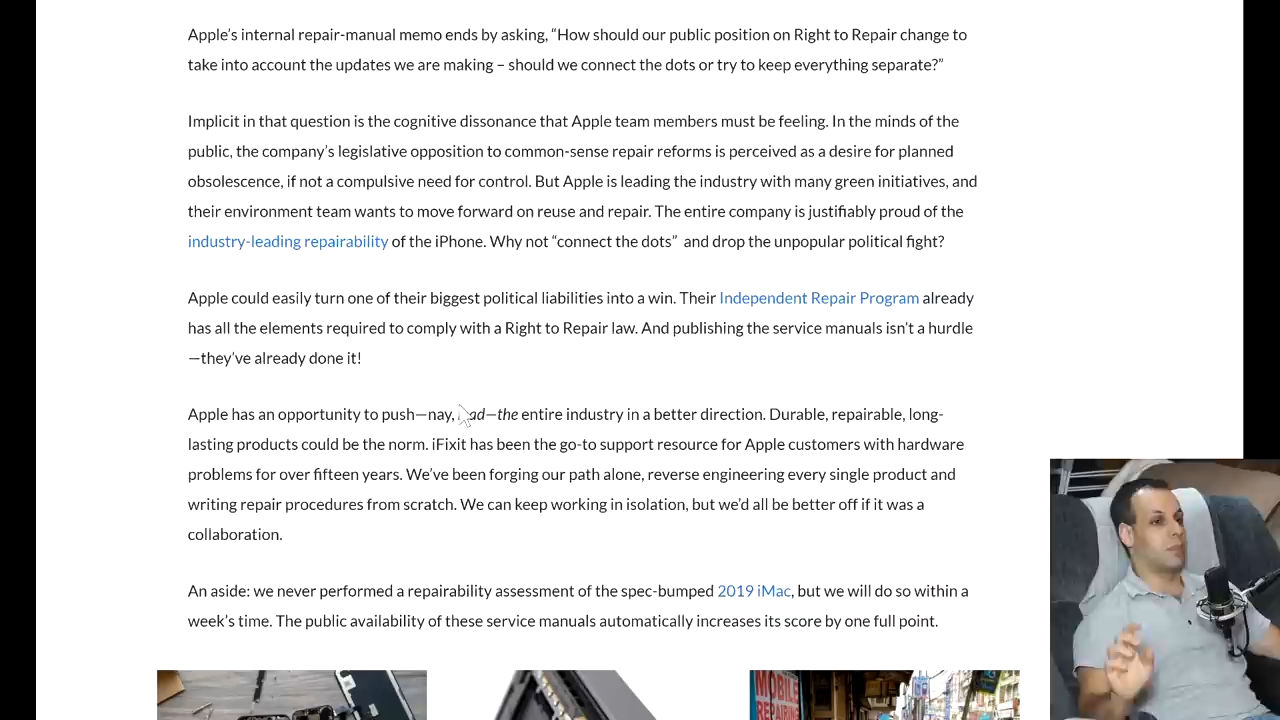 Apple’s internal repair-manual memo ends by asking, “How should our public position on Right to Repair change to
take into account the updates we are making – should we connect the dots or try to keep everything separate?”
Implicit in that question is the cognitive dissonance that Apple team members must be feeling. In the minds of the
public, the company’s legislative opposition to common-sense repair reforms is perceived as a desire for planned
obsolescence, if not a compulsive need for control. But Apple is leading the industry with many green initiatives, and
their environment team wants to move forward on reuse and repair. The entire company is justifiably proud of the
industry-leading repairability of the iPhone. Why not “connect the dots” and drop the unpopular political fight?
Apple could easily turn one of their biggest political liabilities into a win. Their Independent Repair Program already
has all the elements required to comply with a Right to Repair law. And publishing the service manuals isn’t a hurdle
—they’ve already done it!
Apple has an opportunity to push—nay, —the entire industry in a better direction. Durable, repairable, long-
lasting products could be the norm. iFixit has been the go-to support resource for Apple customers with hardware
problems for over fifteen years. We’ve been forging our path alone, reverse engineering every single product and
writing repair procedures from scratch. We can keep working in isolation, but we’d all be better off if it was a
collaboration.
An aside: we never performed a repairability assessment of the spec-bumped 2019 iMac, but we will do so within a
week’s time. The public availability of these service manuals automatically increases its score by one full point.
MOBILE
REPAIRING